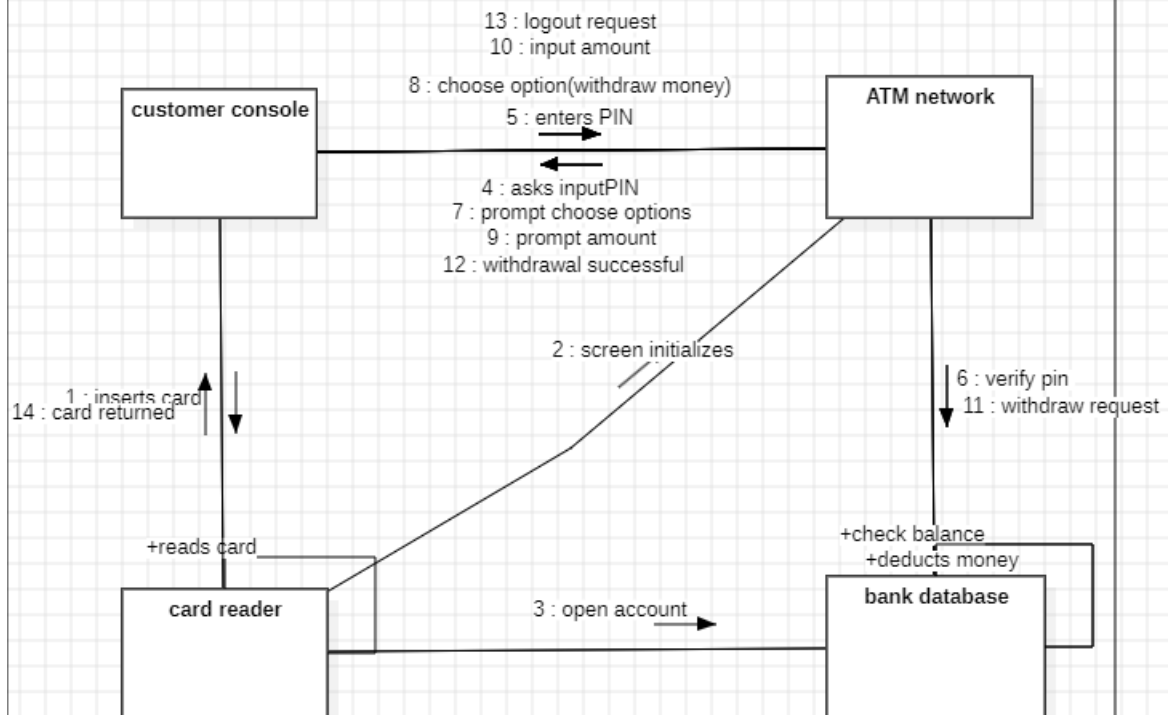 13 : logout request
10 : input amount
8 : choose option(withdraw money)
5 : enters PIN
customer console
ATM network
4 : asks inputPIN
7 : prompt choose options
9 : prompt amount
12 : withdrawal successful
2 : screen initializes
1 : inserts card
14 : card returned
6 : verify pin
11 : withdraw request
+reads card
+check balance
+deducts money
card reader
3 : open account
bank database